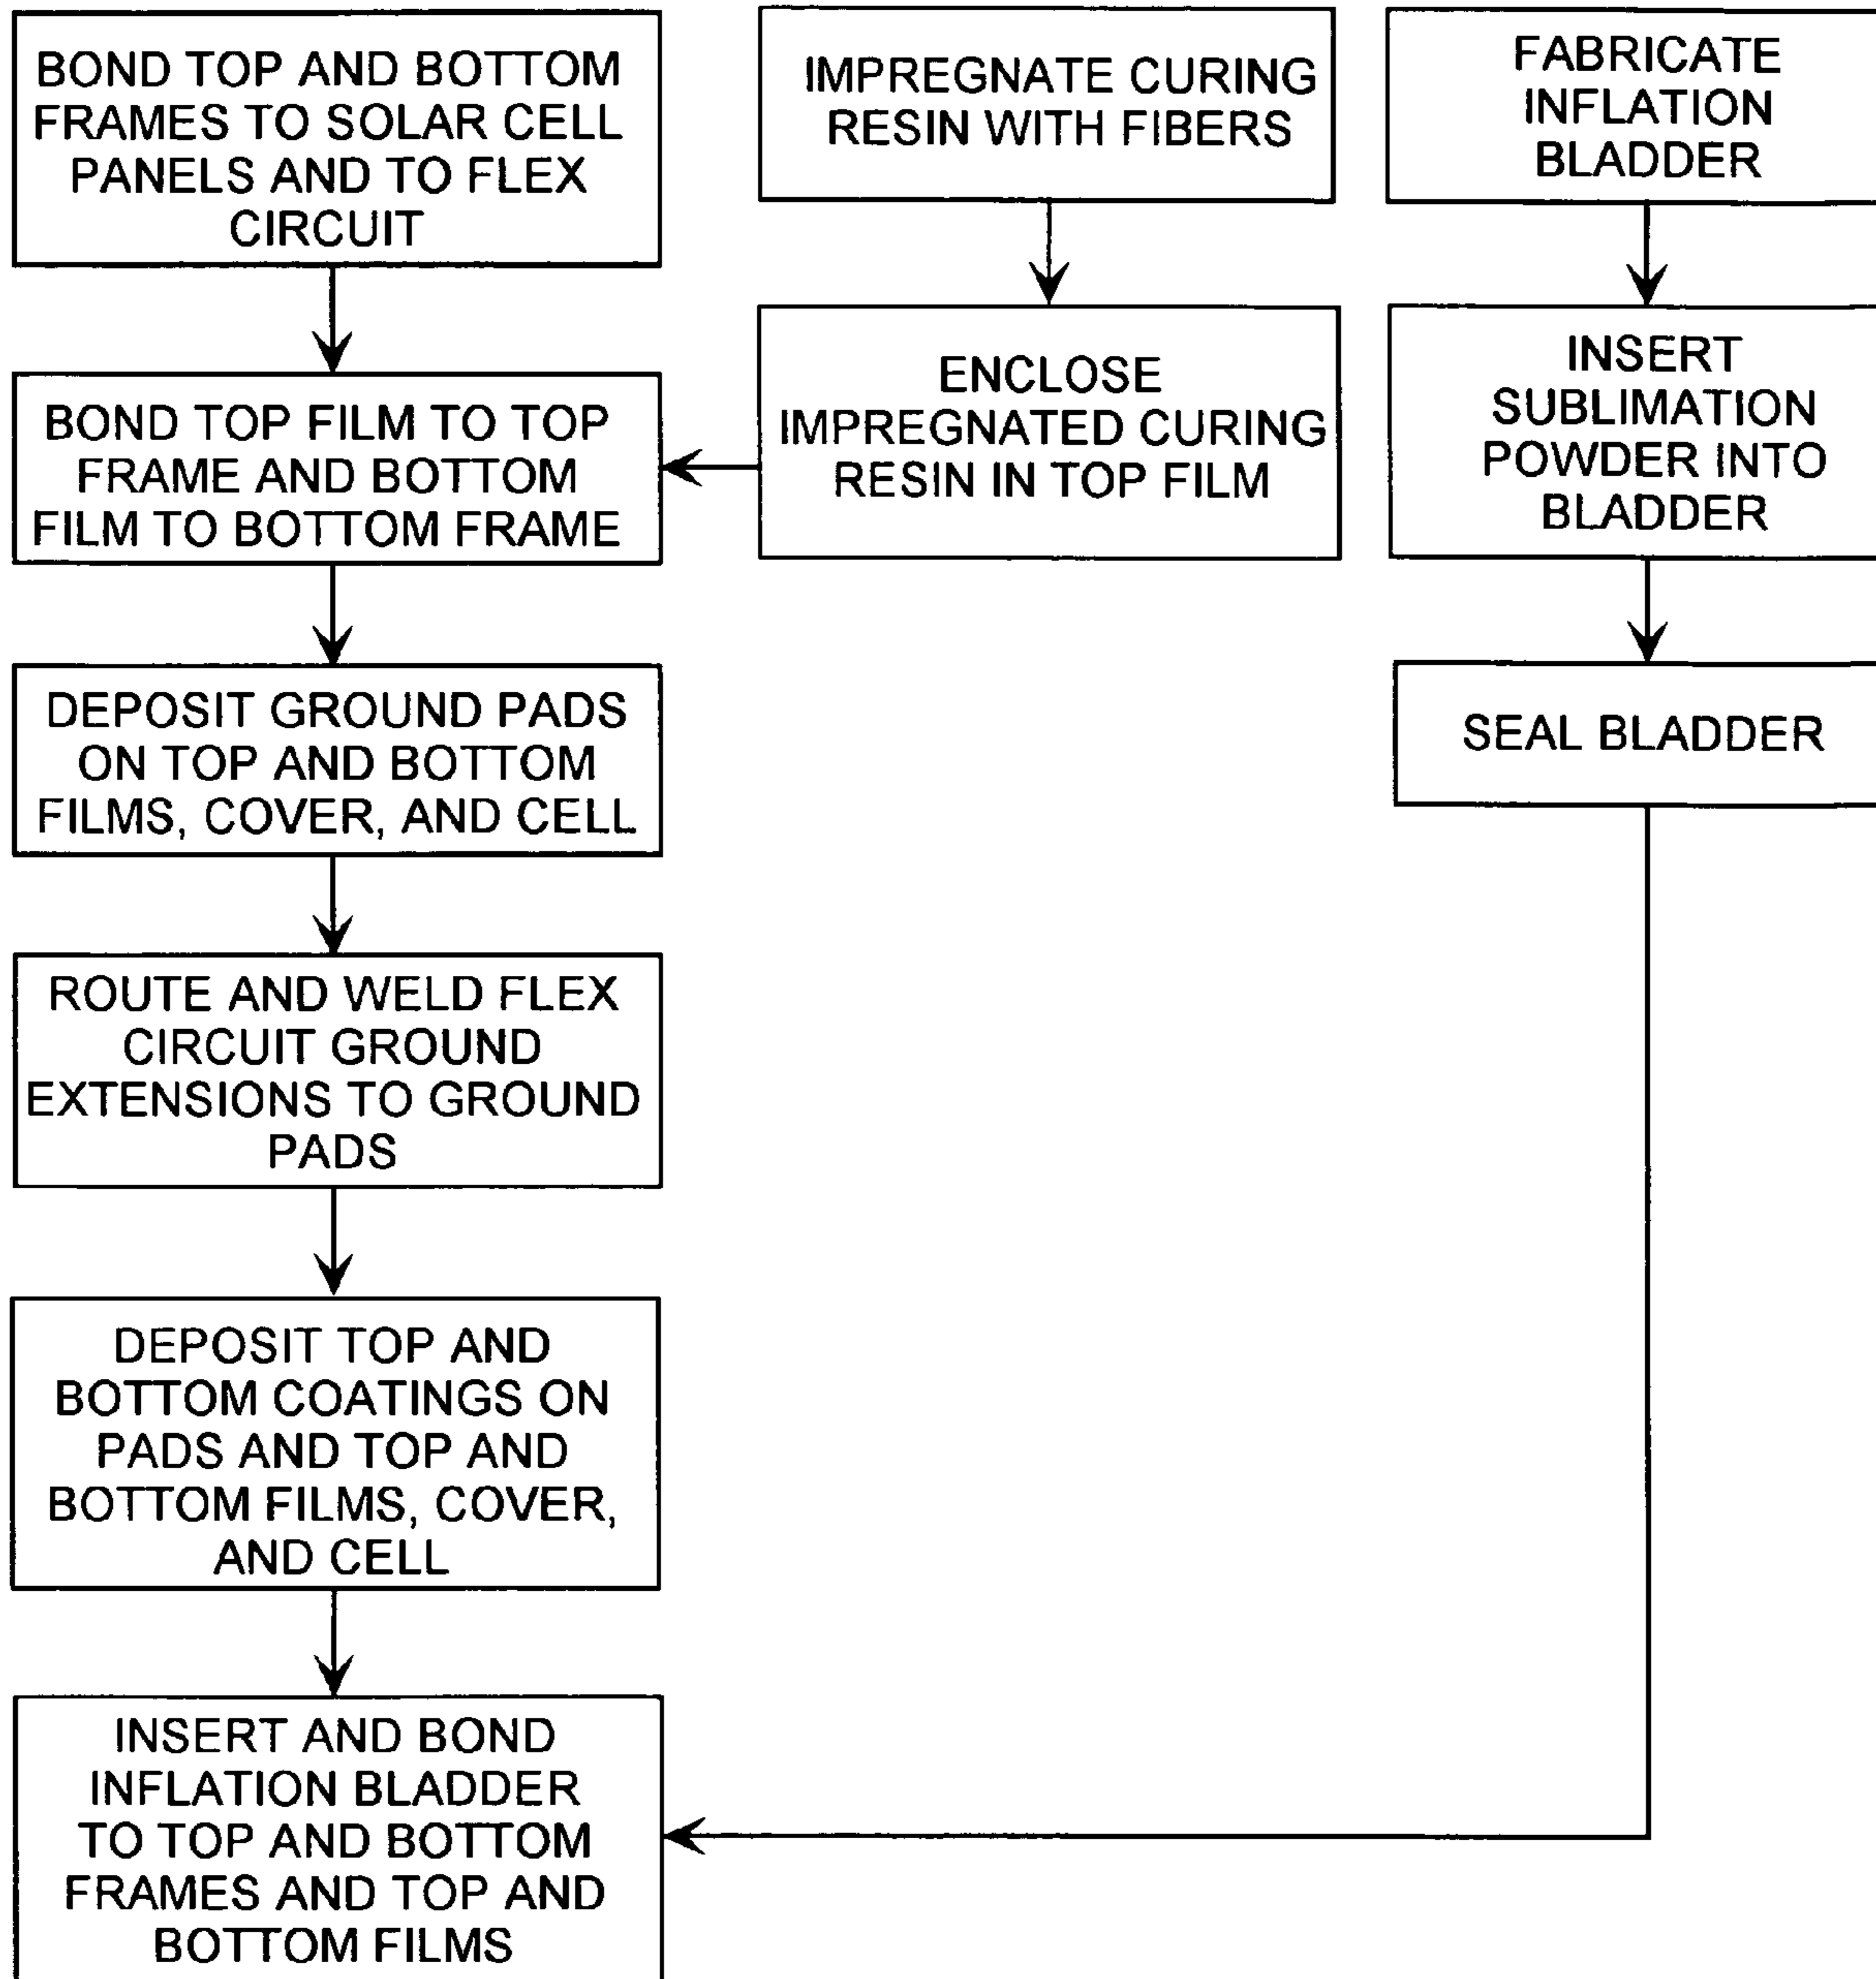 BOND TOP AND BOTTOM
FRAMES TO SOLAR CELL
PANELS AND TO FLEX
CIRCUIT
IMPREGNATE CURING
RESIN WITH FIBERS
FABRICATE
INFLATION
BLADDER
BOND TOP FILM TO TOP
FRAME AND BOTTOM
FILM TO BOTTOM FRAME
ENCLOSE
IMPREGNATED CURING
RESIN IN TOP FILM
INSERT
SUBLIMATION
POWDER INTO
BLADDER
DEPOSIT GROUND PADS
ON TOP AND BOTTOM
FILMS, COVER, AND CELL
SEAL BLADDER
ROUTE AND WELD FLEX
CIRCUIT GROUND
EXTENSIONS TO GROUND
PADS
DEPOSIT TOP AND
BOTTOM COATINGS ON
PADS AND TOP AND
BOTTOM FILMS, COVER,
AND CELL
INSERT AND BOND
INFLATION BLADDER
TO TOP AND BOTTOM
FRAMES AND TOP AND
BOTTOM FILMS